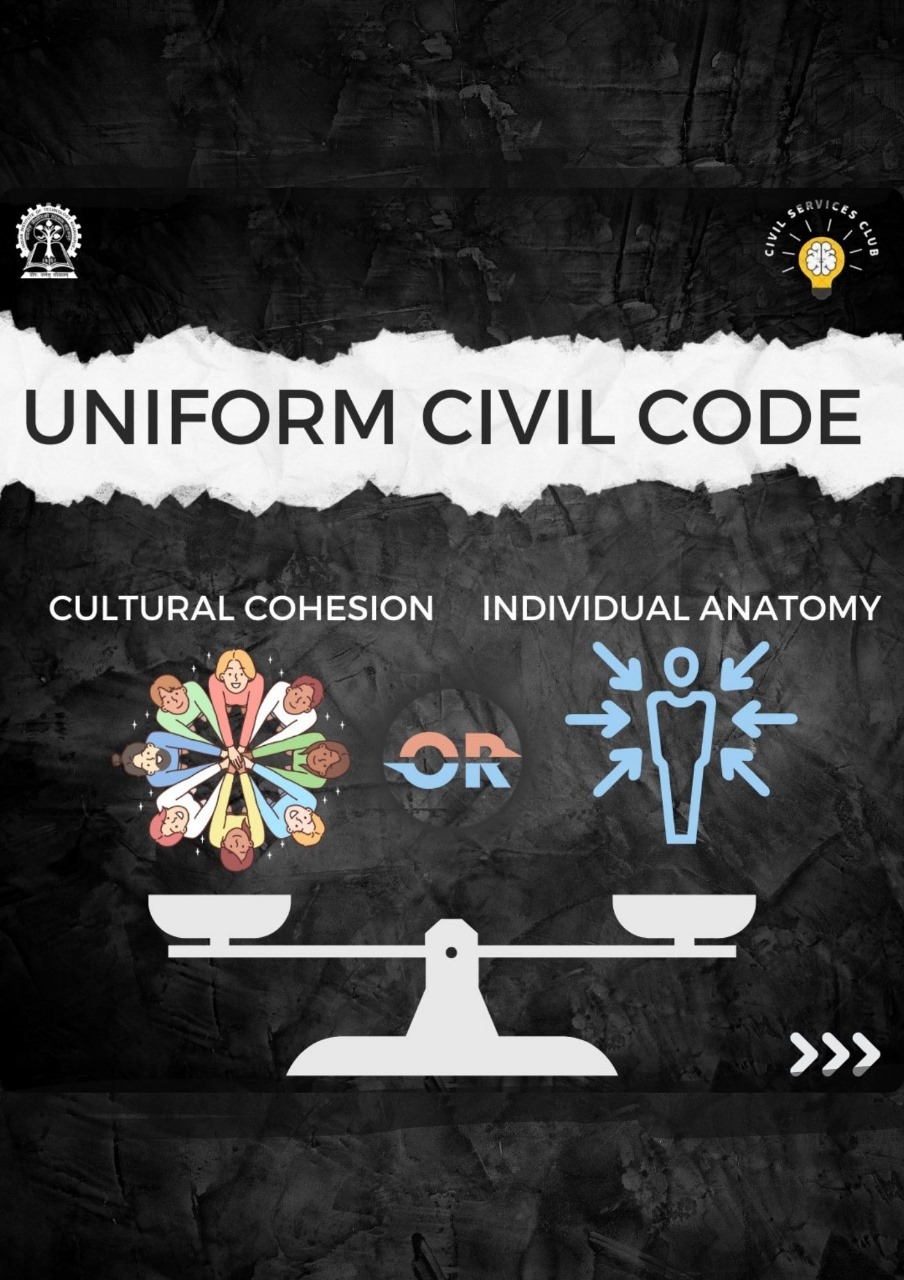 CIVIL SERVICES CLUB
UNIFORM CIVIL CODE
CULTURAL COHESION
INDIVIDUAL ANATOMY
OR